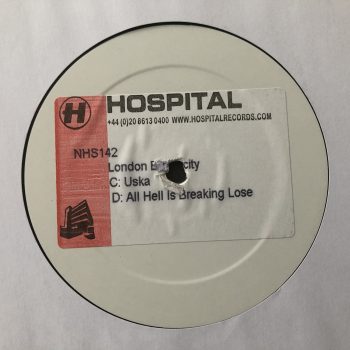 H HOSPITAL
+44 (0)20 8613 0400 WWW.HOSPITALRECORDS.COM
NHS142
London
C: Uska
D: All Hell Is Breaking Lose